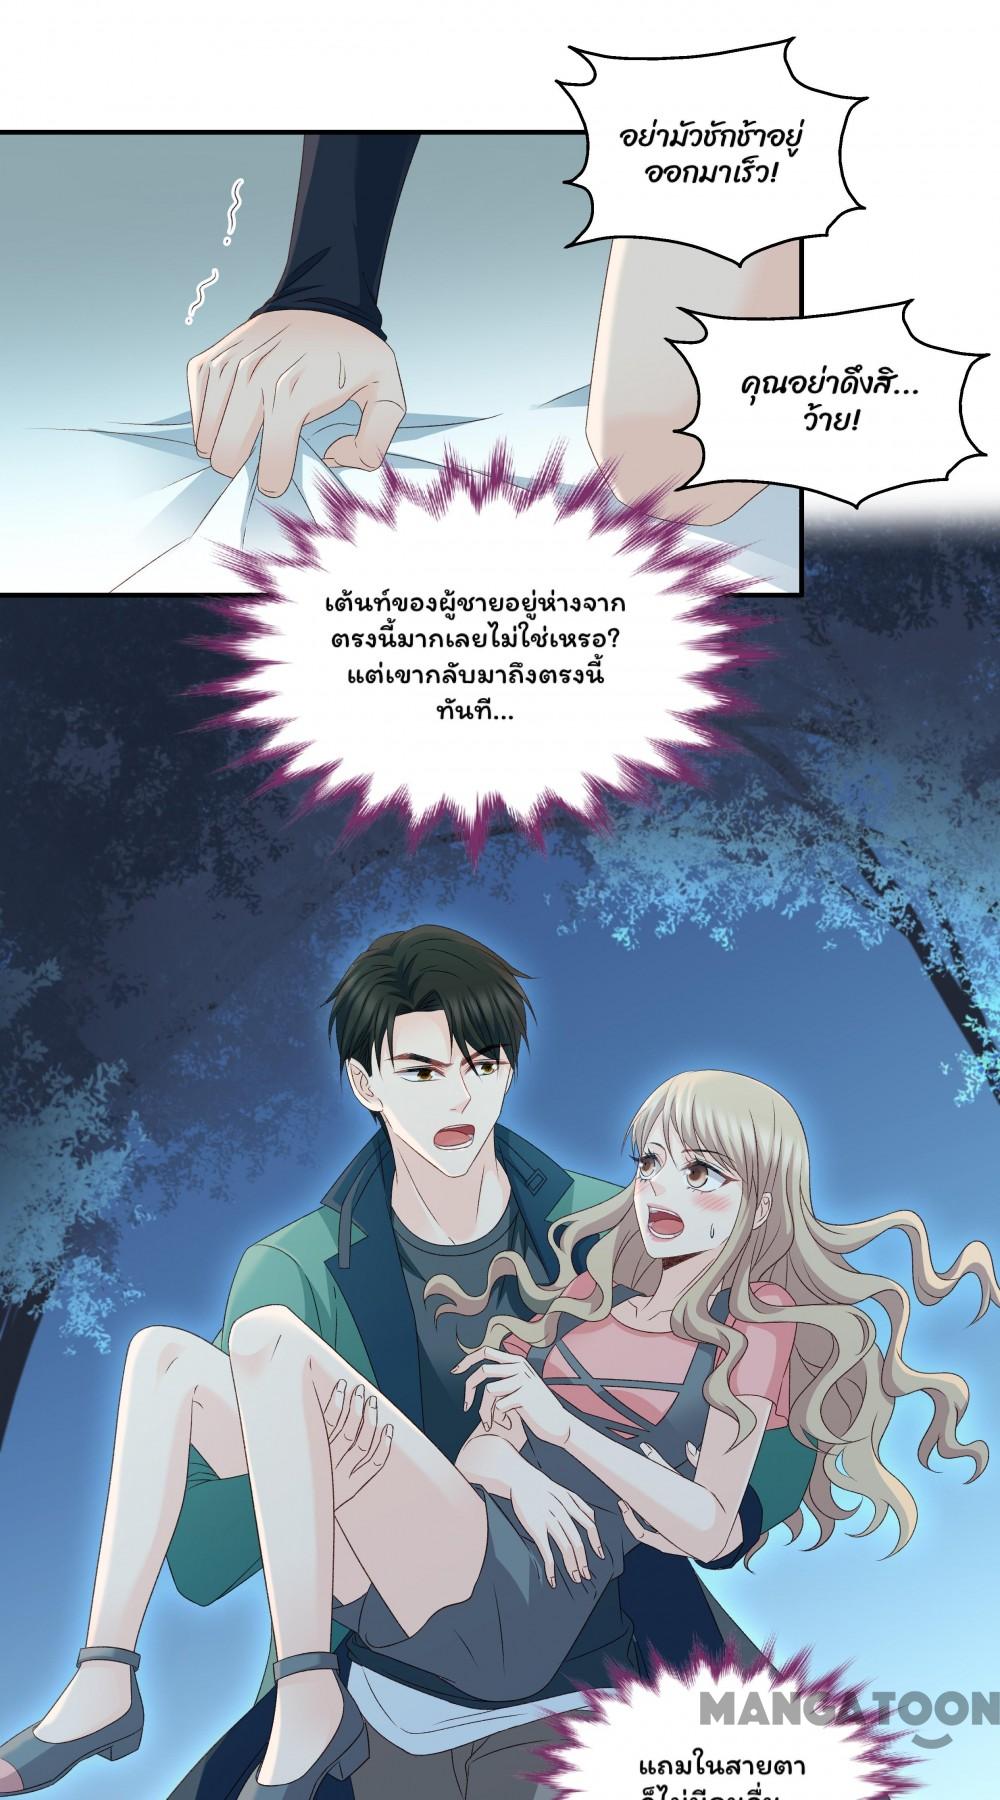 อย่ามัวชักช้าอยู่
ออกมาเร็ว!
คุณอย่าดึงสิ...
ว้าย!
เต้นท์ของผู้ชายอยู่ห่างจาก
ตรงนี้มากเลยไม่ใช่เหรอ?
แต่เขากลับมาถึงตรงนี้
ทันที...
MANGATOON
แถมในสายตา